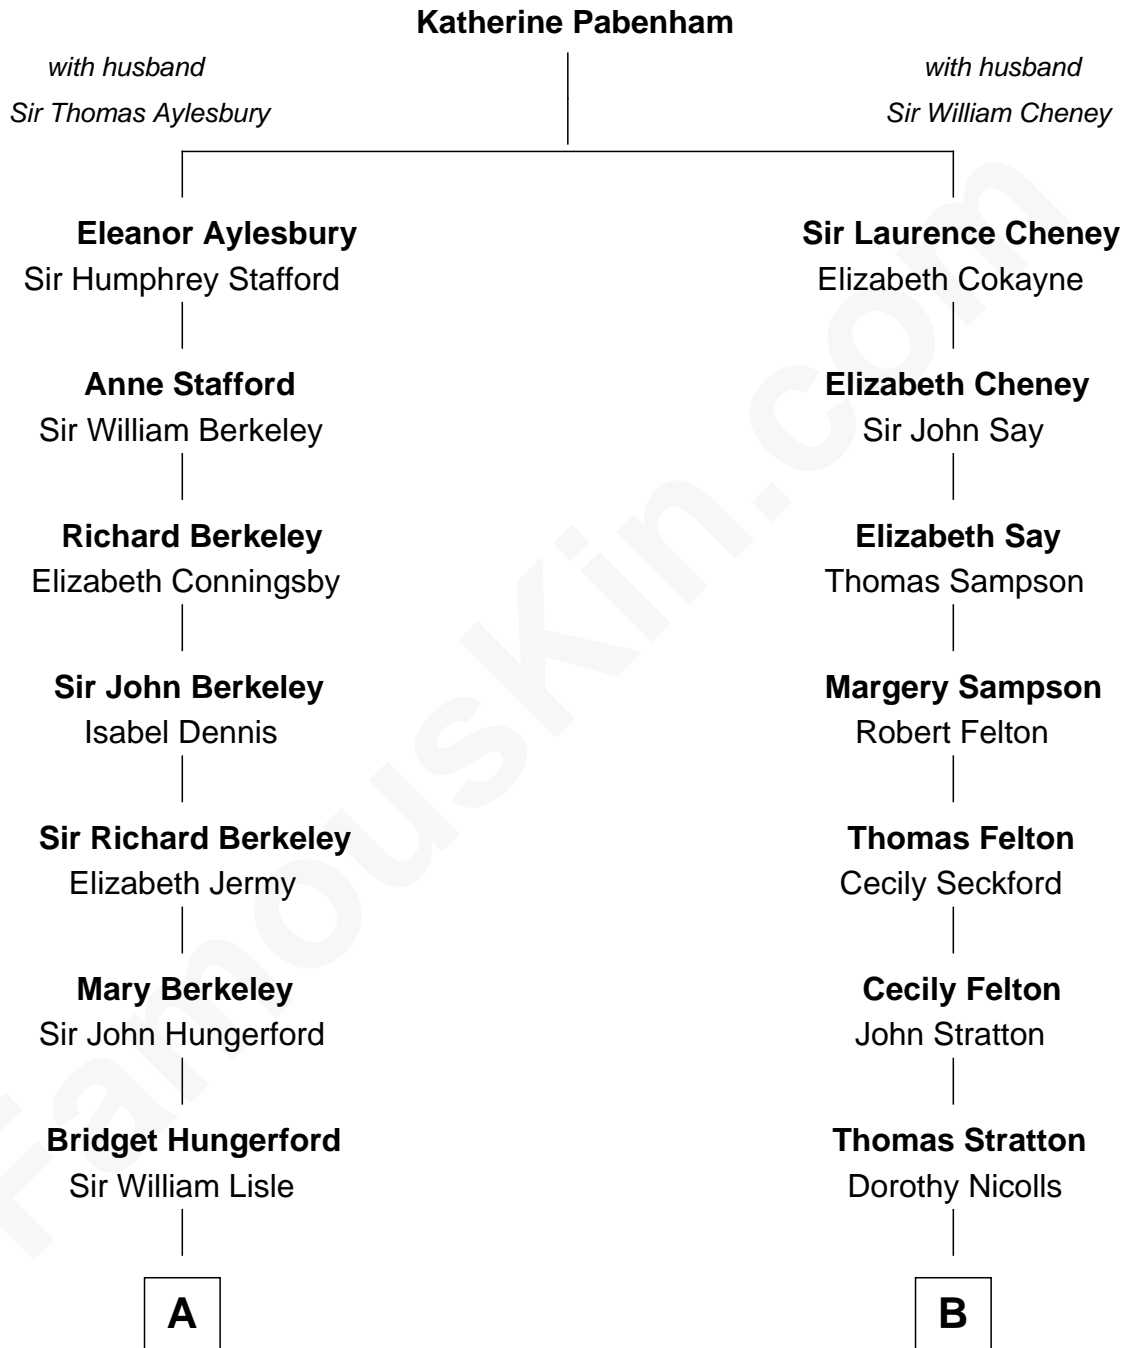 Katherine Pabenham
with husband
Sir Thomas Aylesbury
with husband
Sir William Cheney
Eleanor Aylesbury
Sir Humphrey Stafford
Sir Laurence Cheney
Elizabeth Cokayne
Anne Stafford
Sir William Berkeley
Elizabeth Cheney
Sir John Say
Richard Berkeley
Elizabeth Conningsby
Elizabeth Say
Thomas Sampson
Sir John Berkeley
Isabel Dennis
Margery Sampson
Robert Felton
Sir Richard Berkeley
Elizabeth Jermy
Thomas Felton
Cecily Seckford
Mary Berkeley
Sir John Hungerford
Cecily Felton
John Stratton
Bridget Hungerford
Sir William Lisle
Thomas Stratton
Dorothy Nicolls
A
B
FamousKin.com